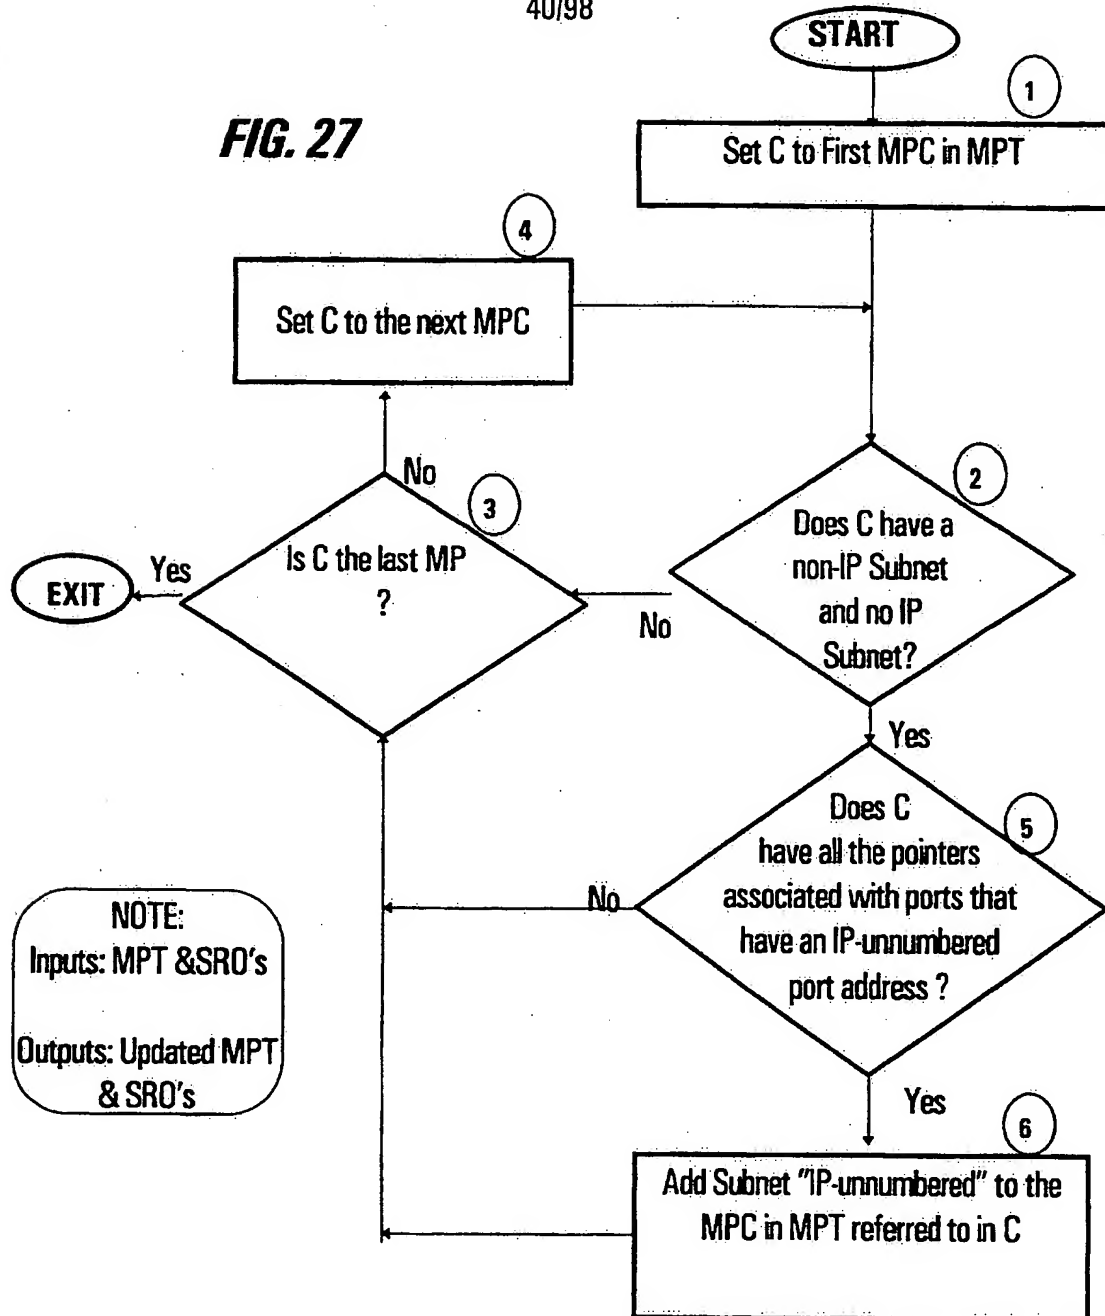 40/98
START
FIG. 27
1
Set C to First MPC in MPT
4
Set C to the next MPC
No
3
2
Does C have a
non-IP Subnet
and no IP
Subnet?
Is C the last MP
?
Yes
EXIT
No
Yes
Does C
have all the pointers
associated with ports that
have an IP-unnumbered
port address ?
5
No
NOTE:
Inputs: MPT &SRO's
Outputs: Updated MPT
& SRO's
Yes
6
Add Subnet "IP-unnumbered" to the
MPC in MPT referred to in C